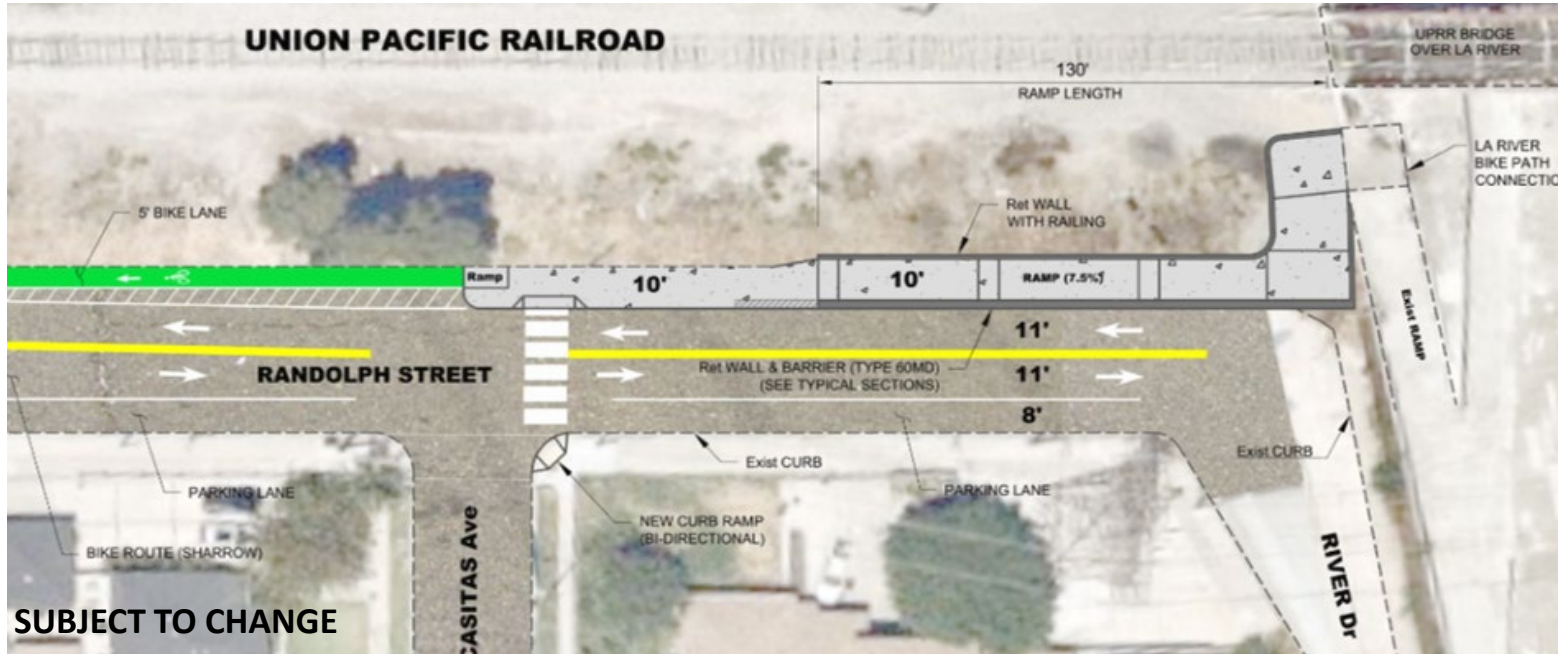 UNION PACIFIC RAILROAD
UPRR BRIDGE
OVER LA RIVER
130'
RAMP LENGTH
LA RIVER
BIKE PATH
CONNECTIO
5' BIKE LANE
Ret WALL
WITH RAILING
Ramp
10'
10'
RAMP (7.5%)
Exist RAMP
11'
RANDOLPH STREET
Ret WALL & BARRIER (TYPE 60MD)
(SEE TYPICAL SECTIONS)
11'
8'
Exist CURB
Exist CURB
PARKING LANE
PARKING LANE
NEW CURB RAMP
(BI-DIRECTIONAL)
BIKE ROUTE (SHARROW)
CASITAS Ave
RIVER Dr
SUBJECT TO CHANGE